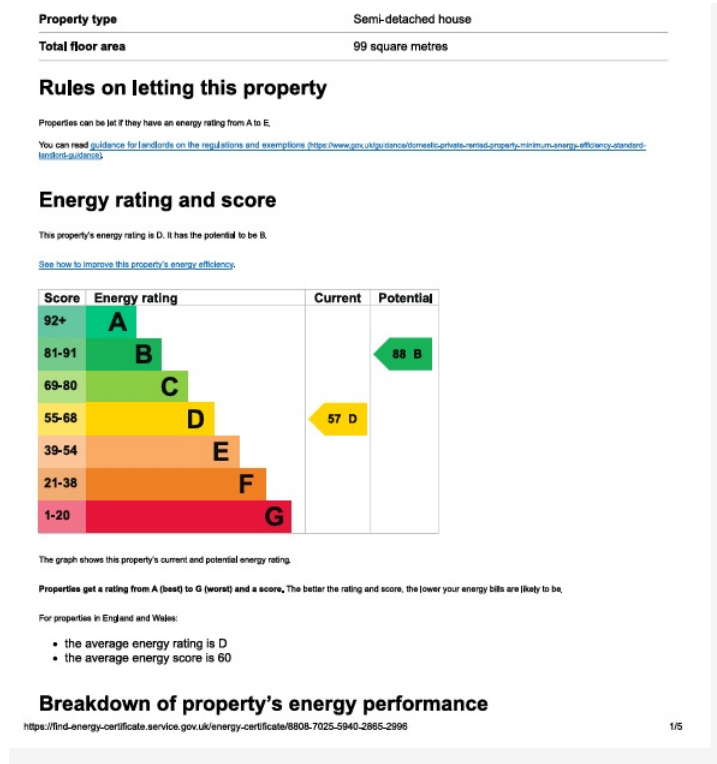 Property type Semi-detached house
Total floor area 99 square metres
Rules on letting this property
Properties can be let if they have an energy rating from A to E.
You can read guidance for landlords on the regulations and exemptions (https://www.gov.uk/guidance/domestic-private-rented-property-minimum-energy-efficiency-standard-
landlord-guidance).
Energy rating and score
This property's energy rating is D. It has the potential to be B.
See how to improve this property's energy efficiency.
Score Energy rating Current Potential
92+ A
81-91 B 88 B
69-80 C
55-68 D 57 D
39-54 E
21-38 F
1-20 G
The graph shows this property's current and potential energy rating.
Properties get a rating from A (best) to G (worst) and a score. The better the rating and score, the lower your energy bills are likely to be.
For properties in England and Wales:
• the average energy rating is D
• the average energy score is 60
Breakdown of property's energy performance
https://find-energy-certificate.service.gov.uk/energy-certificate/8808-7025-5940-2865-2996 1/5